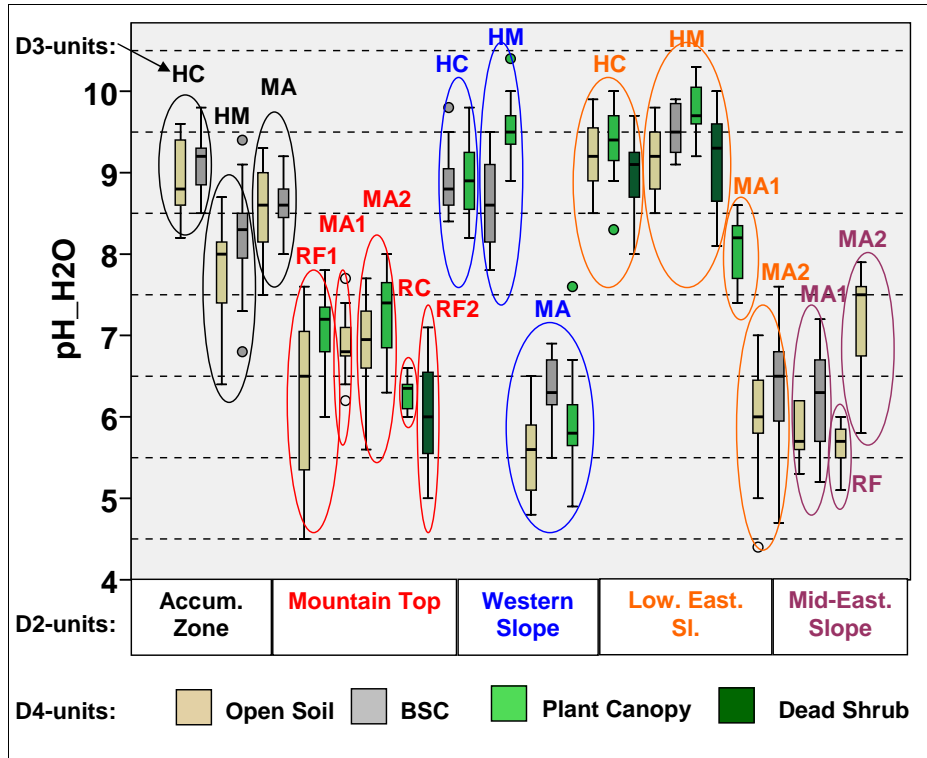 D3-units:
HC
HM
MA
RF1
MA1
MA2
RC
RF2
HC
HM
MA
HC
HM
MA1
MA2
MA1
MA2
RF
pH_H2O
10
9
8
7
6
5
4
D2-units:
Accum.
Zone
Mountain Top
Western
Slope
Low. East.
Sl.
Mid-East.
Slope
D4-units:
Open Soil
BSC
Plant Canopy
Dead Shrub